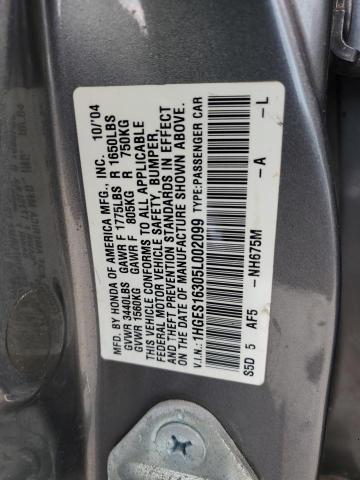 MFD. BY HONDA OF AMERICA MFG., INC. 10/'04
GVWR 3440LBS GAWR F 1775LBS R 1650LBS
GVWR 1560KG GAWR F 805KG R 750KG
THIS VEHICLE CONFORMS TO ALL APPLICABLE
FEDERAL MOTOR VEHICLE SAFETY, BUMPER,
AND THEFT PREVENTION STANDARDS IN EFFECT
ON THE DATE OF MANUFACTURE SHOWN ABOVE.
V.I.N.: 1HGES16305L002099 TYPE:PASSENGER CAR
S5D 5 AF5 -NH675M -A -L